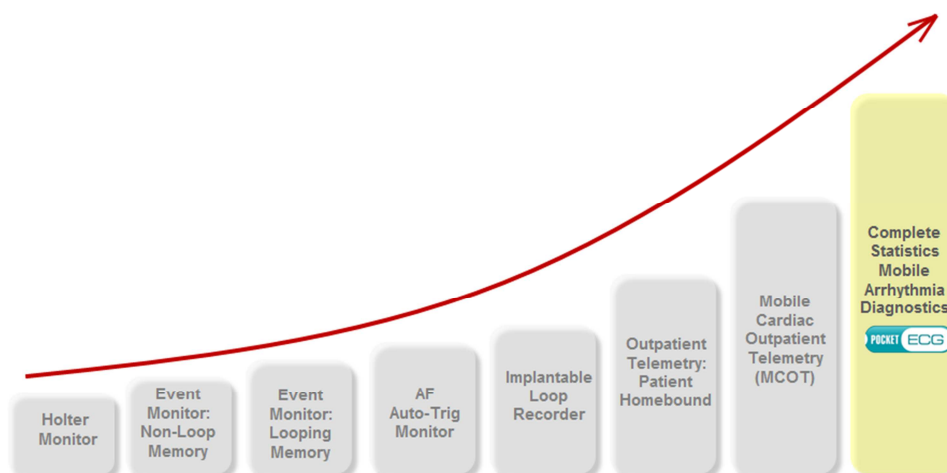 Holter
Monitor
Event
Monitor:
Non-Loop
Memory
Event
Monitor:
Looping
Memory
AF
Auto-Trig
Monitor
Implantable
Loop
Recorder
Outpatient
Telemetry:
Patient
Homebound
Mobile
Cardiac
Outpatient
Telemetry
(MCOT)
Complete
Statistics
Mobile
Arrhythmia
Diagnostics
POCKET ECG